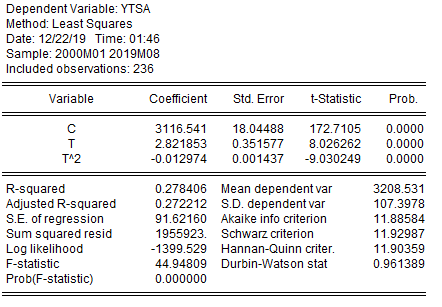 Dependent Variable: YTSA
Method: Least Squares
Date: 12/22/19 Time: 01:46
Sample: 2000M01 2019M08
Included observations: 236
Variable Coefficient Std. Error t-Statistic Prob.
C 3116.541 18.04488 172.7105 0.0000
T 2.821853 0.351577 8.026262 0.0000
T^2 -0.012974 0.001437 -9.030249 0.0000
R-squared 0.278406 Mean dependent var 3208.531
Adjusted R-squared 0.272212 S.D. dependent var 107.3978
S.E. of regression 91.62160 Akaike info criterion 11.88584
Sum squared resid 1955923. Schwarz criterion 11.92987
Log likelihood -1399.529 Hannan-Quinn criter. 11.90359
F-statistic 44.94809 Durbin-Watson stat 0.961389
Prob(F-statistic) 0.000000